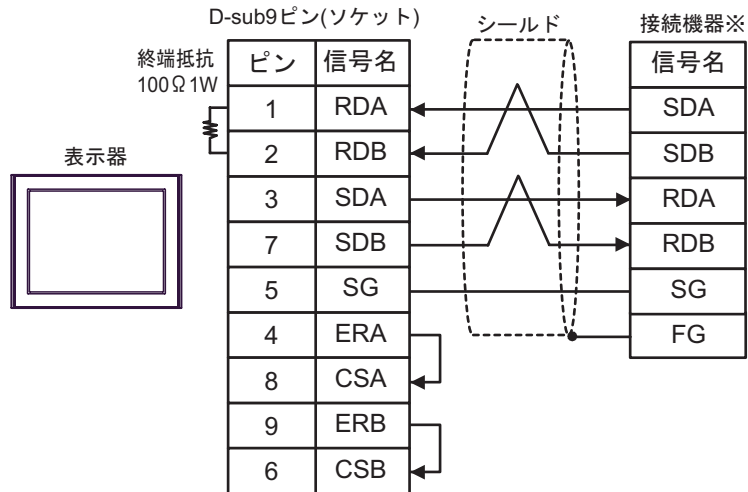 D-sub9ピン(ソケット)
シールド
接続機器※
終端抵抗
100Ω1W
ピン 信号名
信号名
1 RDA
SDA
2 RDB
SDB
表示器
3 SDA
RDA
7 SDB
RDB
5 SG
SG
4 ERA
FG
8 CSA
9 ERB
6 CSB